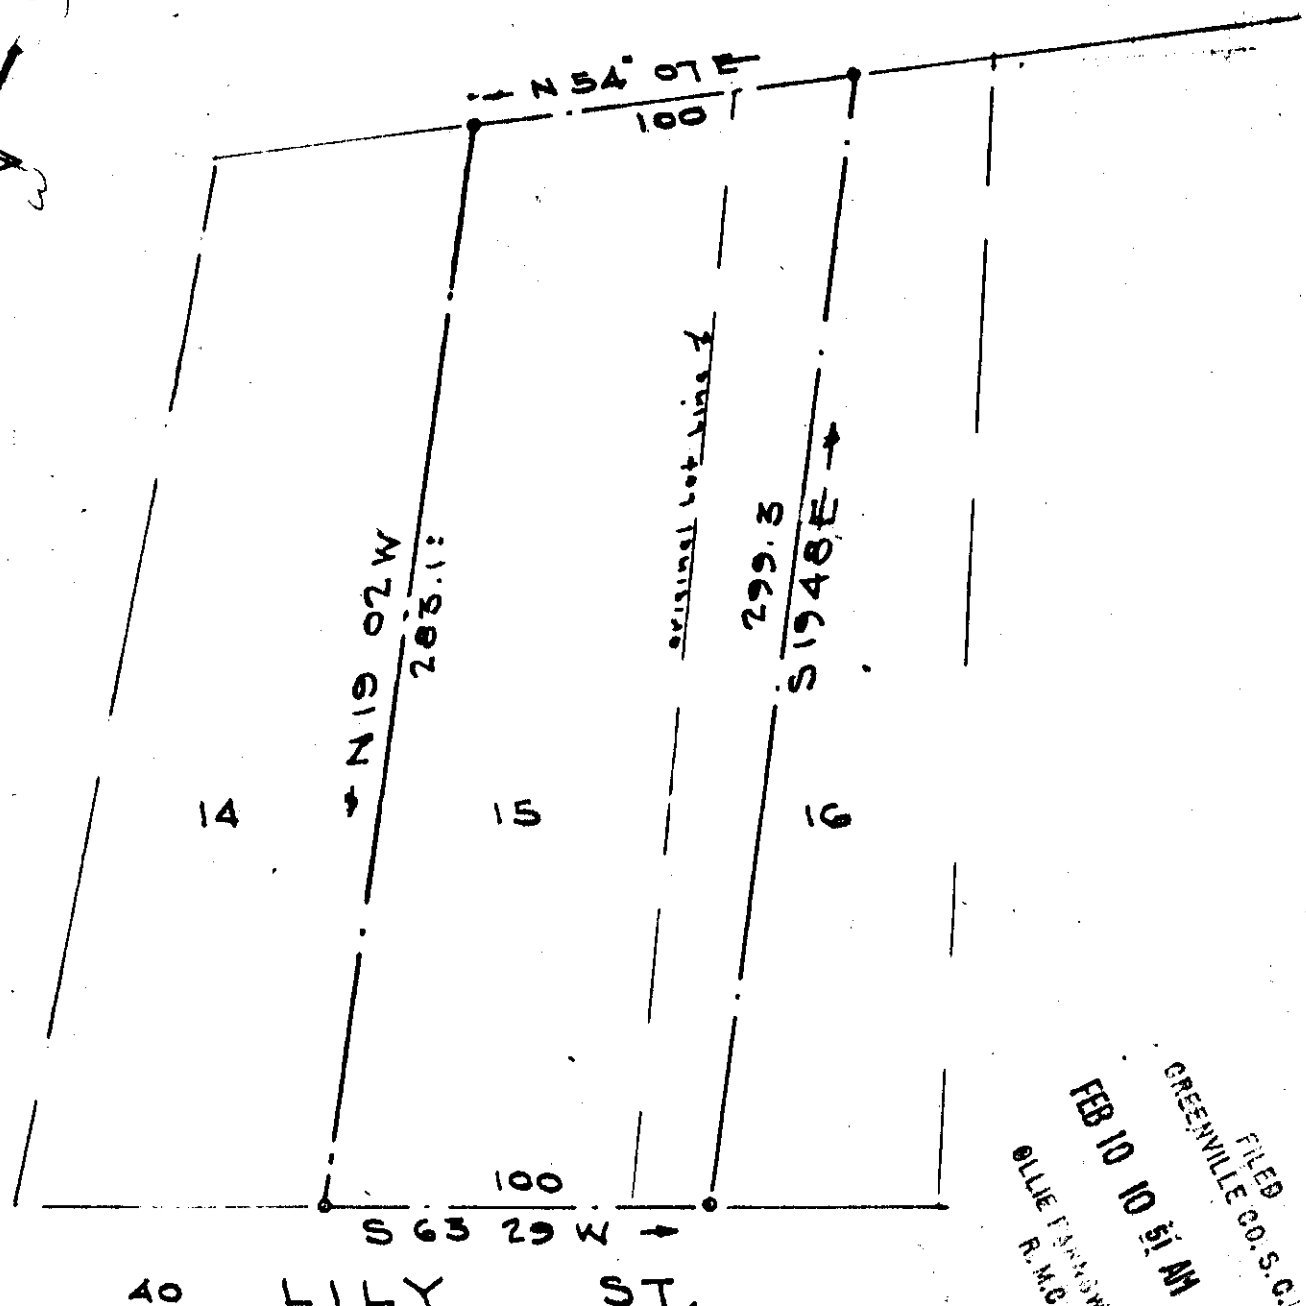 N 54° 07 E
100
original Lot Line
N 19 02 W
283.1
299.3
S 19 48 E
14
15
16
100
S 63 29 W
40 LILY ST.
FILED
GREENVILLE CO. S. C.
FEB 10 10 51 AM
OLLIE
R.M.C